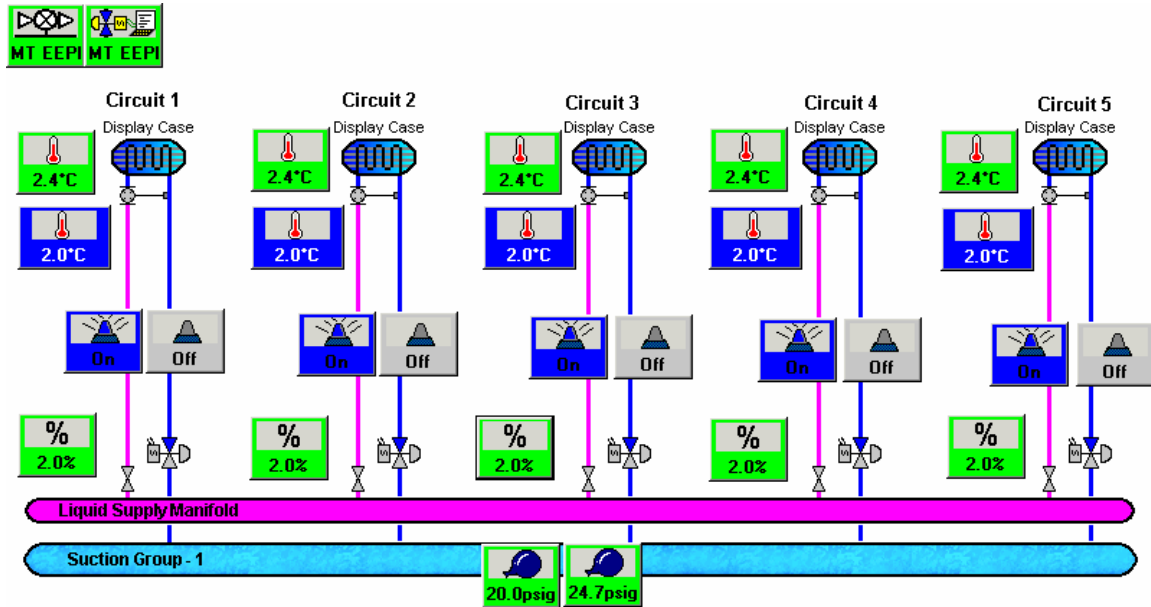 MT EEPI MT EEPI
Circuit 1 Circuit 2 Circuit 3 Circuit 4 Circuit 5
Display Case Display Case Display Case Display Case Display Case
2.4°C 2.4°C 2.4°C 2.4°C 2.4°C
2.0°C 2.0°C 2.0°C 2.0°C 2.0°C
On Off On Off On Off On Off On Off
% % % % %
2.0% 2.0% 2.0% 2.0% 2.0%
S S S S S
Liquid Supply Manifold
Suction Group - 1
20.0psig 24.7psig